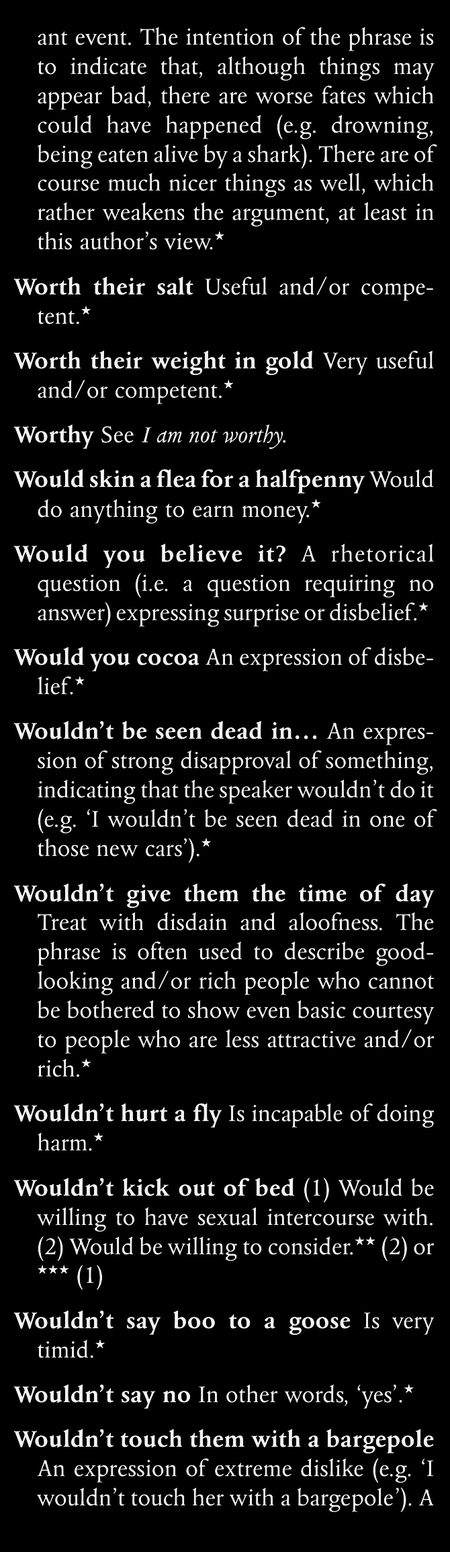 ant event. The intention of the phrase is
to indicate that, although things may
appear bad, there are worse fates which
could have happened (e.g. drowning,
being eaten alive by a shark). There are of
course much nicer things as well, which
rather weakens the argument, at least in
this author’s view.★
Worth their salt Useful and/or compe-
tent.★
Worth their weight in gold Very useful
and/or competent.★
Worthy See I am not worthy.
Would skin a flea for a halfpenny Would
do anything to earn money.★
Would you believe it? A rhetorical
question (i.e. a question requiring no
answer) expressing surprise or disbelief.★
Would you cocoa An expression of disbe-
lief.★
Wouldn’t be seen dead in… An expres-
sion of strong disapproval of something,
indicating that the speaker wouldn’t do it
(e.g. ‘I wouldn’t be seen dead in one of
those new cars’).★
Wouldn’t give them the time of day
Treat with disdain and aloofness. The
phrase is often used to describe good-
looking and/or rich people who cannot
be bothered to show even basic courtesy
to people who are less attractive and/or
rich.★
Wouldn’t hurt a fly Is incapable of doing
harm.★
Wouldn’t kick out of bed (1) Would be
willing to have sexual intercourse with.
(2) Would be willing to consider.★★ (2) or
★★★ (1)
Wouldn’t say boo to a goose Is very
timid.★
Wouldn’t say no In other words, ‘yes’.★
Wouldn’t touch them with a bargepole
An expression of extreme dislike (e.g. ‘I
wouldn’t touch her with a bargepole’). A